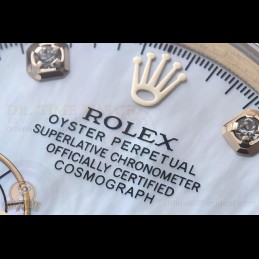 ROLEX
OYSTER PERPETUAL
SUPERLATIVE CHRONOMETER
OFFICIALLY CERTIFIED
COSMOGRAPH